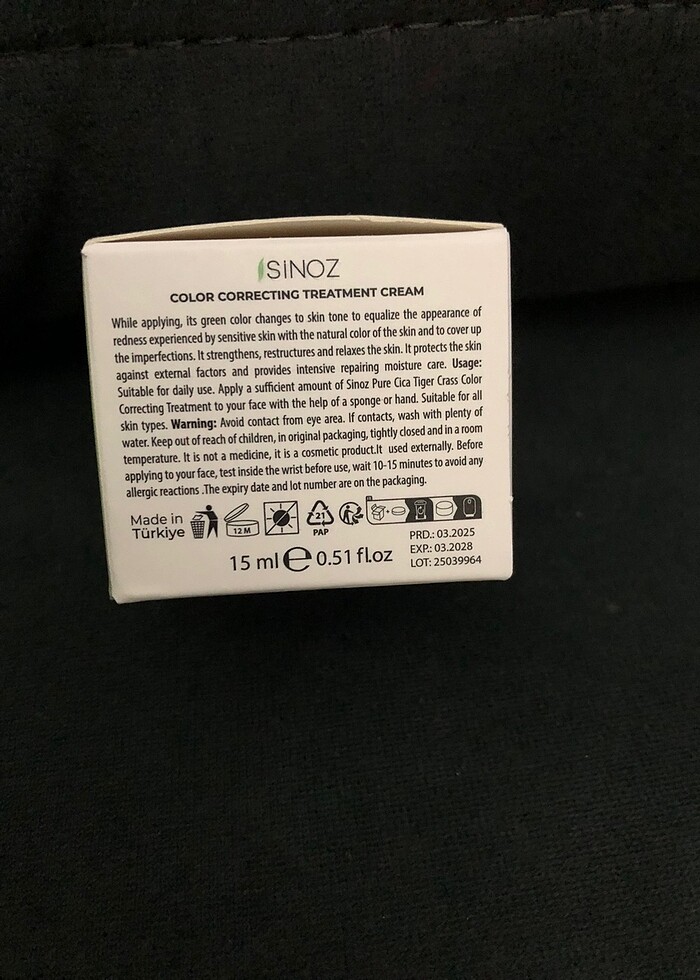 SiNOZ
COLOR CORRECTING TREATMENT CREAM
While applying, its green color changes to skin tone to equalize the appearance of
redness experienced by sensitive skin with the natural color of the skin and to cover up
the imperfections. It strengthens, restructures and relaxes the skin. It protects the skin
against external factors and provides intensive repairing moisture care. Usage:
Suitable for daily use. Apply a sufficient amount of Sinoz Pure Cica Tiger Crass Color
Correcting Treatment to your face with the help of a sponge or hand. Suitable for all
skin types. Warning: Avoid contact from eye area. If contacts, wash with plenty of
water. Keep out of reach of children, in original packaging, tightly closed and in a room
temperature. It is not a medicine, it is a cosmetic product.It used externally. Before
applying to your face, test inside the wrist before use, wait 10-15 minutes to avoid any
allergic reactions .The expiry date and lot number are on the packaging.
Made in
Türkiye
12 M
21
PAP
PRD.: 03.2025
EXP.: 03.2028
LOT: 25039964
15 ml e 0.51 fl.oz